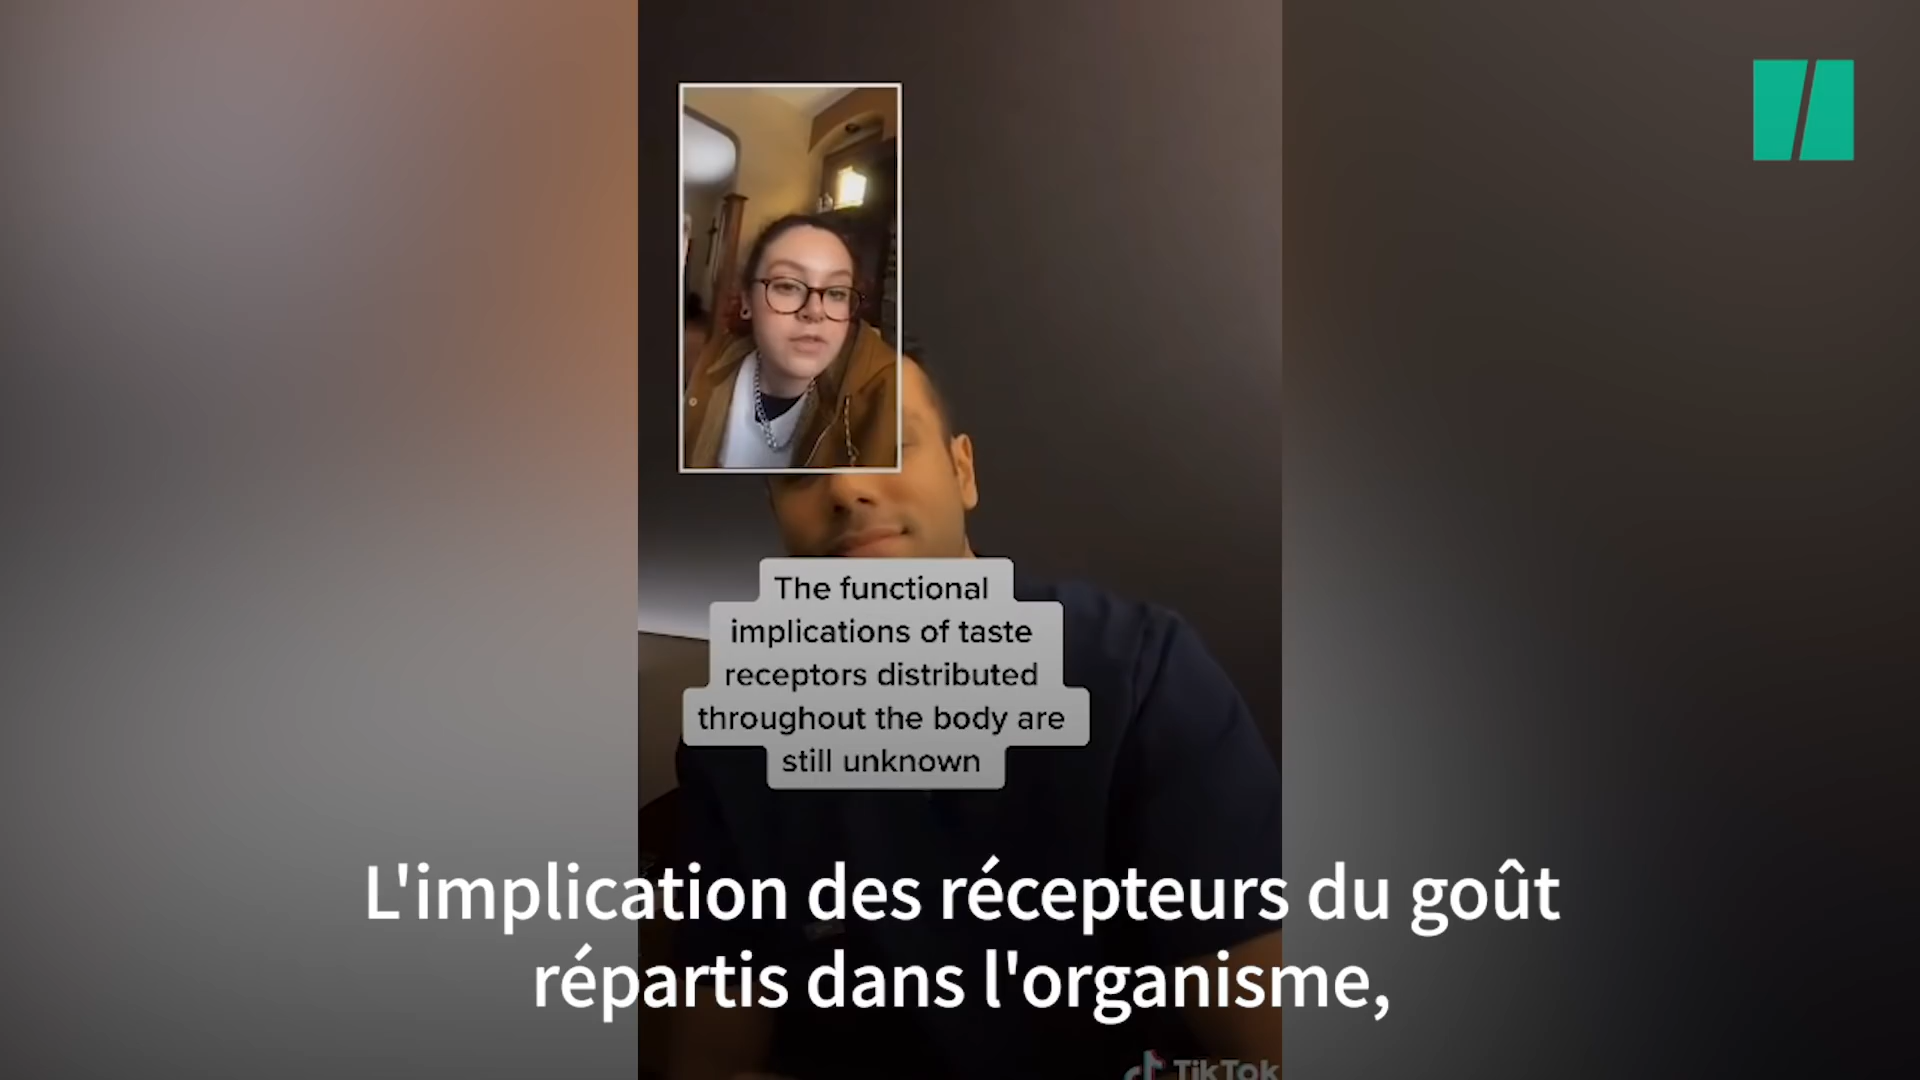 The functional
implications of taste
receptors distributed
throughout the body are
still unknown
L'implication des récepteurs du goût
répartis dans l'organisme,
TikTok